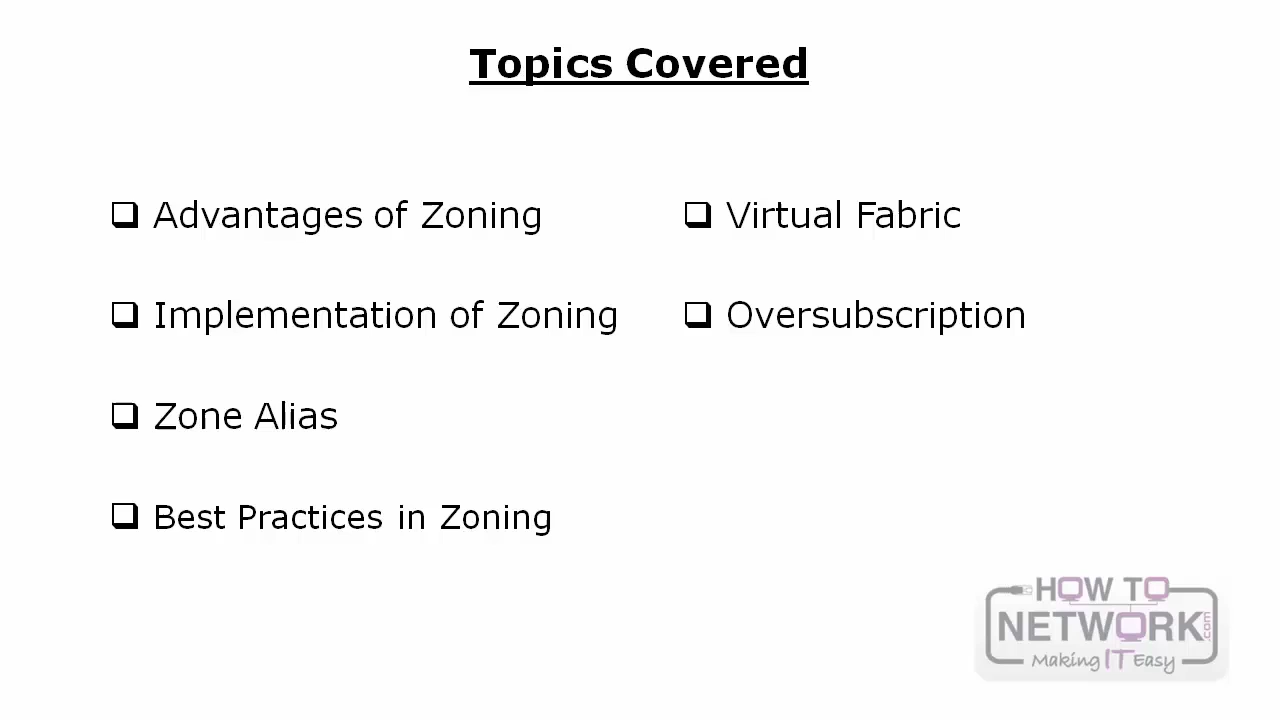 Topics Covered
Advantages of Zoning
Implementation of Zoning
Zone Alias
Best Practices in Zoning
Virtual Fabric
Oversubscription
HOW TO
NETWORK.com
Making IT Easy